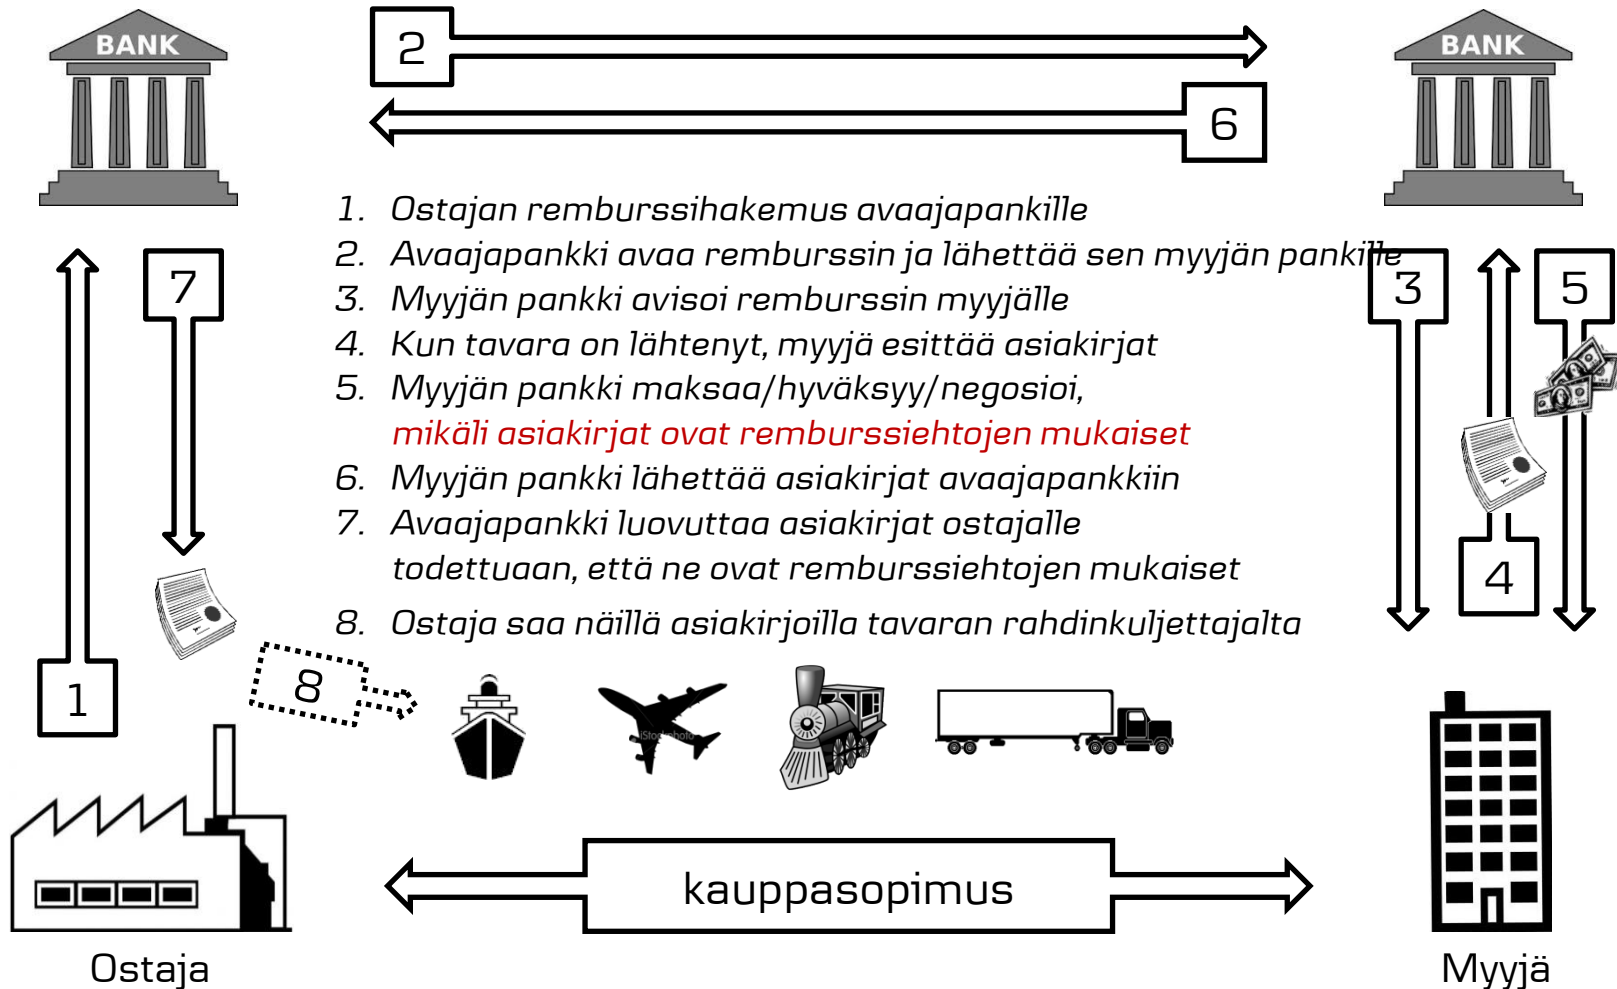 BANK
BANK
2
6
1. Ostajan remburssihakemus avaajapankille
2. Avaajapankki avaa remburssin ja lähettää sen myyjän pankille
3. Myyjän pankki avisoi remburssin myyjälle
4. Kun tavara on lähtenyt, myyjä esittää asiakirjat
5. Myyjän pankki maksaa/hyväksyy/negosioi,
mikäli asiakirjat ovat remburssiehtojen mukaiset
6. Myyjän pankki lähettää asiakirjat avaajapankkiin
7. Avaajapankki luovuttaa asiakirjat ostajalle
todettuaan, että ne ovat remburssiehtojen mukaiset
8. Ostaja saa näillä asiakirjoilla tavaran rahdinkuljettajalta
7
3
5
4
1
8
iStockphoto
kauppasopimus
Ostaja
Myyjä